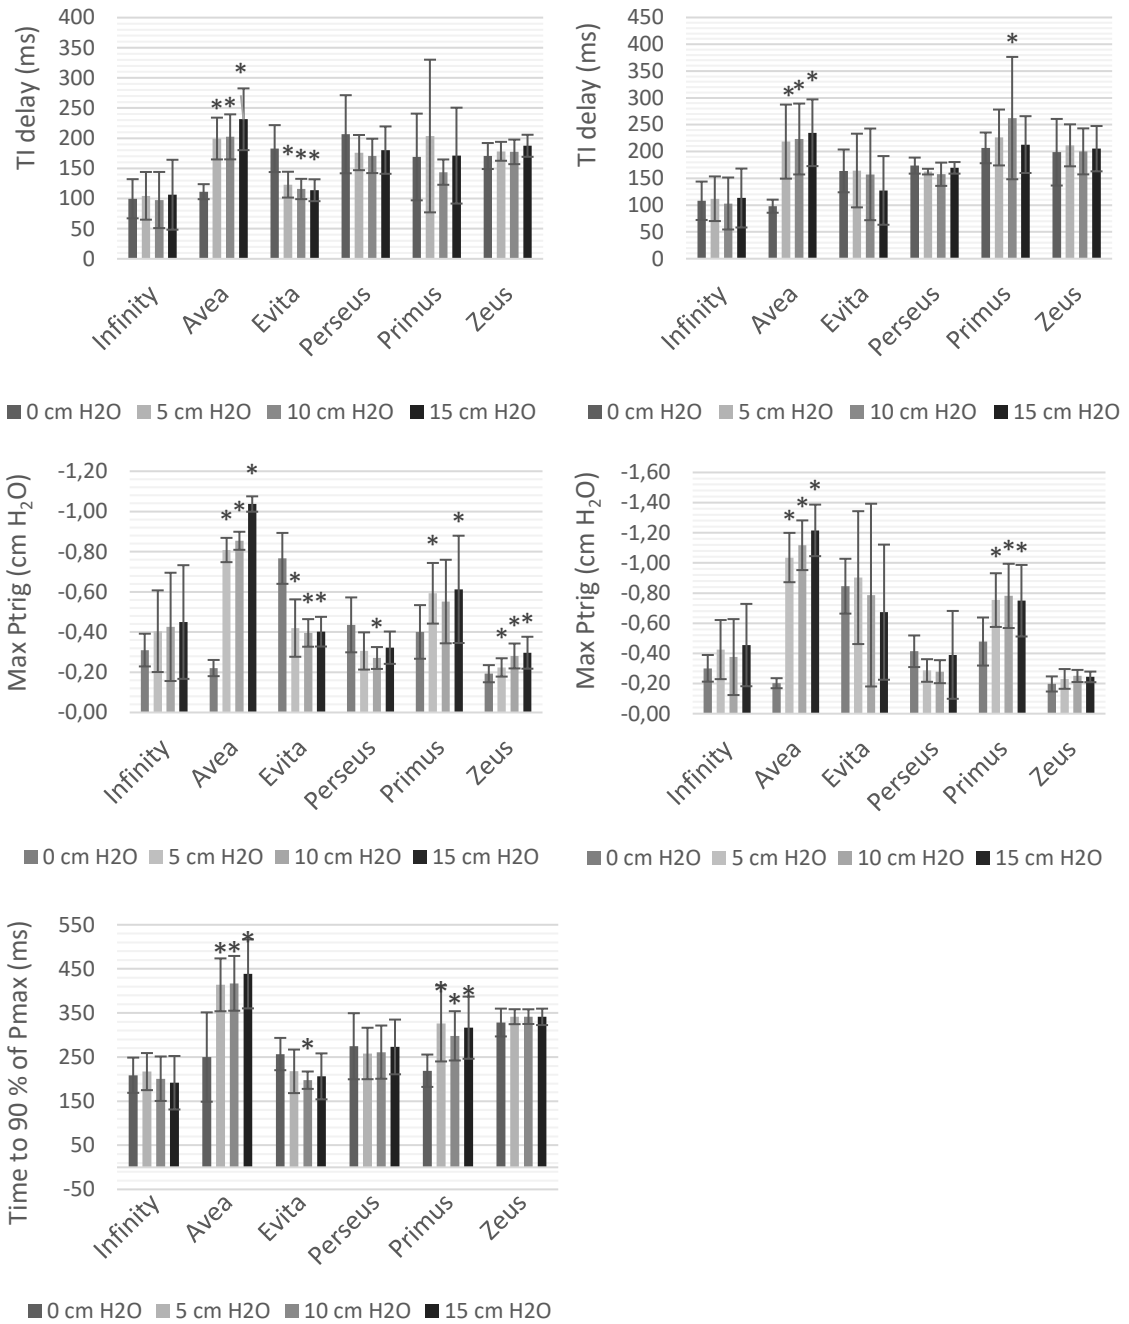 TI delay (ms)
400
350
300
250
200
150
100
50
0
* * *
* * *
Infinity Avea Evita Perseus Primus Zeus
0 cm H2O 5 cm H2O 10 cm H2O 15 cm H2O
TI delay (ms)
450
400
350
300
250
200
150
100
50
0
* * *
*
Infinity Avea Evita Perseus Primus Zeus
0 cm H2O 5 cm H2O 10 cm H2O 15 cm H2O
Max Ptrig (cm H₂O)
-1,20
-1,00
-0,80
-0,60
-0,40
-0,20
-0,00
* * *
* * *
*
* *
* * *
Infinity Avea Evita Perseus Primus Zeus
0 cm H2O 5 cm H2O 10 cm H2O 15 cm H2O
Max Ptrig (cm H₂O)
-1,60
-1,40
-1,20
-1,00
-0,80
-0,60
-0,40
-0,20
-0,00
* * *
* * *
Infinity Avea Evita Perseus Primus Zeus
0 cm H2O 5 cm H2O 10 cm H2O 15 cm H2O
Time to 90 % of Pmax (ms)
550
450
350
250
150
50
-50
* * *
*
* * *
Infinity Avea Evita Perseus Primus Zeus
0 cm H2O 5 cm H2O 10 cm H2O 15 cm H2O